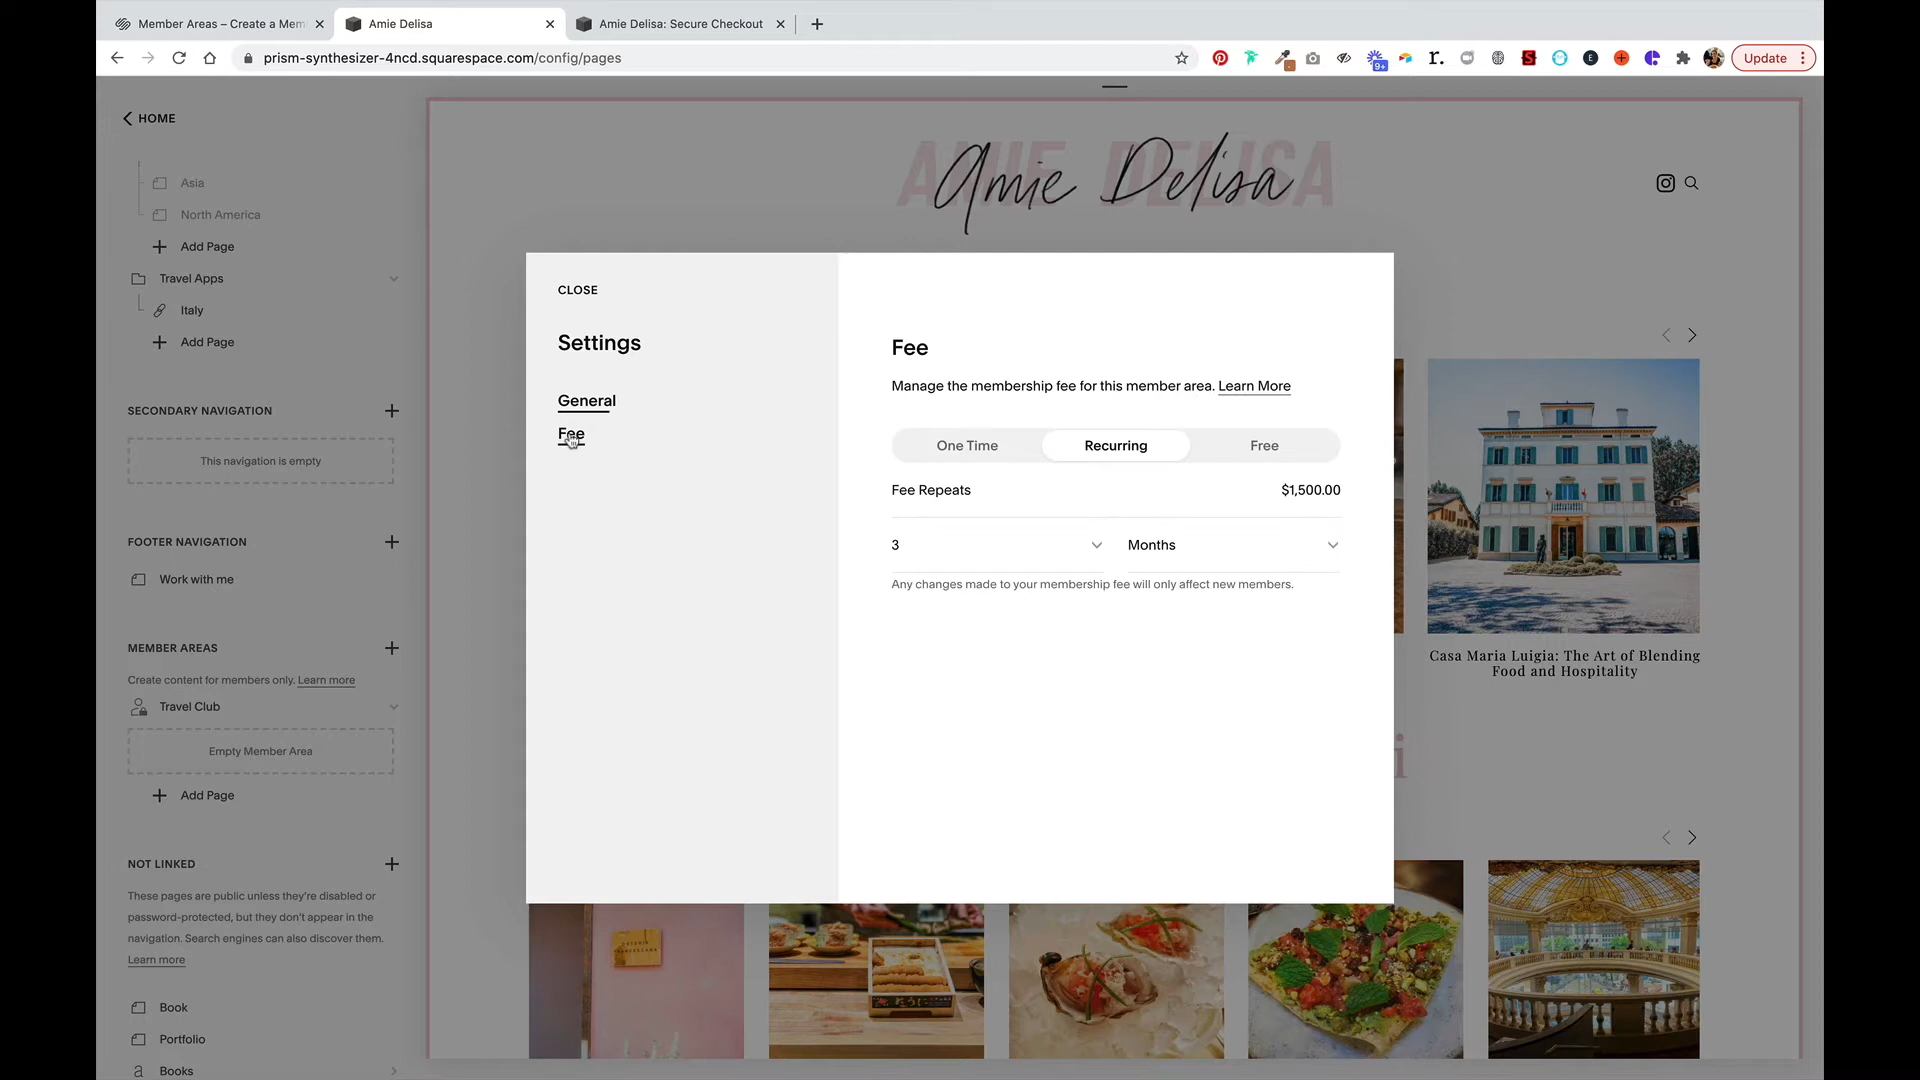 Member Areas – Create a Mem
Amie Delisa
Amie Delisa: Secure Checkout
prism-synthesizer-4ncd.squarespace.com/config/pages
9+
r.
S
E
Update
HOME
Asia
North America
Add Page
Travel Apps
Italy
Add Page
SECONDARY NAVIGATION
This navigation is empty
FOOTER NAVIGATION
Work with me
MEMBER AREAS
Create content for members only. Learn more
Travel Club
Empty Member Area
Add Page
NOT LINKED
These pages are public unless they're disabled or
password-protected, but they don't appear in the
navigation. Search engines can also discover them.
Learn more
Book
Portfolio
Books
AMIE DELISA
Amie Delisa
CLOSE
Settings
General
Fee
Fee
Manage the membership fee for this member area. Learn More
One Time
Recurring
Free
Fee Repeats
$1,500.00
3
Months
Any changes made to your membership fee will only affect new members.
Casa Maria Luigia: The Art of Blending
Food and Hospitality
i